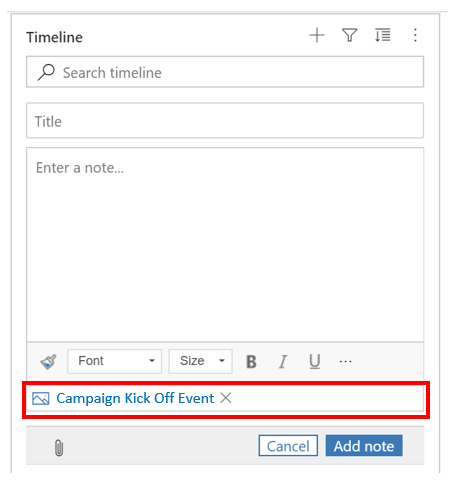 Timeline
Search timeline
Title
Enter a note...
Font Size B I U ...
Campaign Kick Off Event
Cancel Add note